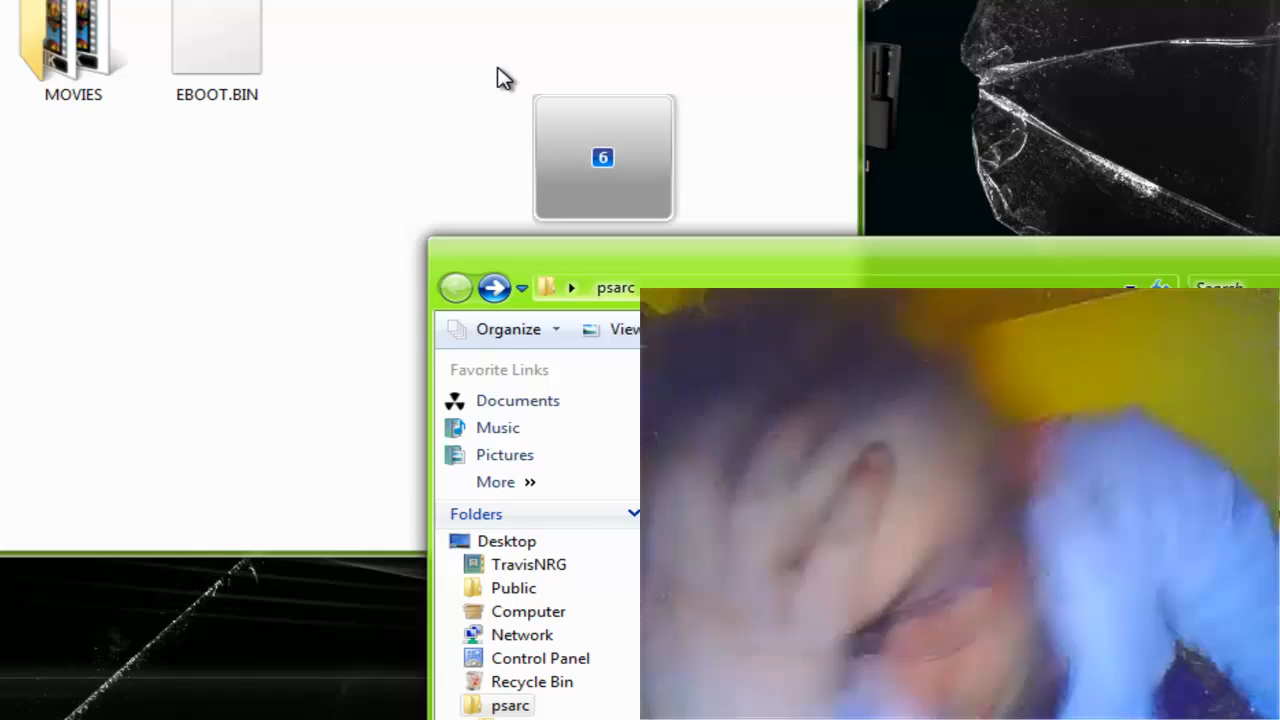 MOVIES
EBOOT.BIN
6
psarc
Search
Organize
View
Favorite Links
Documents
Music
Pictures
More »
Folders
Desktop
TravisNRG
Public
Computer
Network
Control Panel
Recycle Bin
psarc